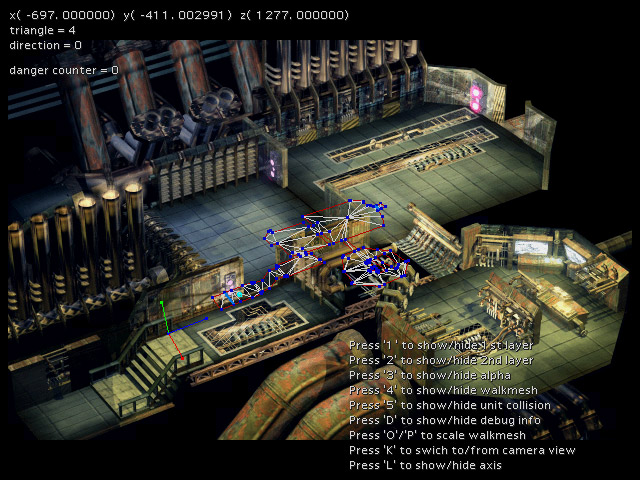 x( -697. 000000) y( -411. 002991) z( 1277. 000000)
triangle = 4
direction = 0
danger counter = 0
Press '1' to show/hide 1st layer
Press '2' to show/hide 2nd layer
Press '3' to show/hide alpha
Press '4' to show/hide walkmesh
Press '5' to show/hide unit collision
Press 'D' to show/hide debug info
Press 'O'/'P' to scale walkmesh
Press 'K' to swich to/from camera view
Press 'L' to show/hide axis